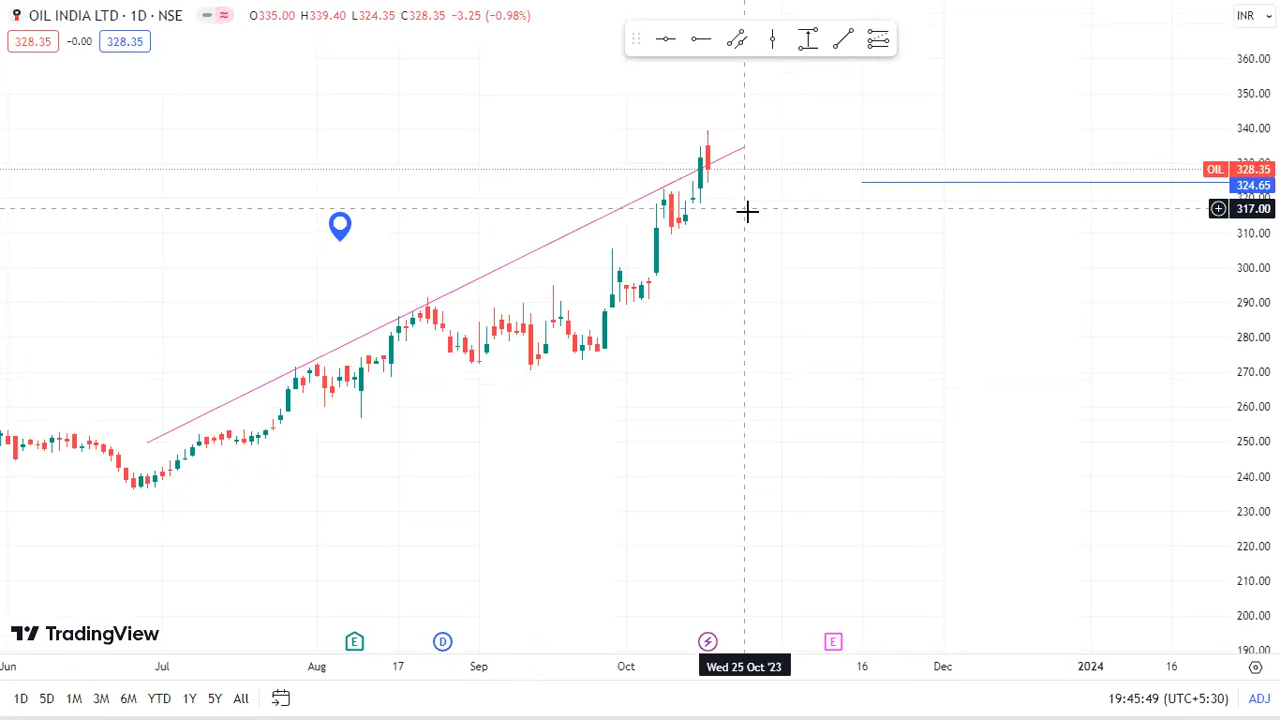 OIL INDIA LTD · 1D · NSE
O335.00 H339.40 L324.35 C328.35 -3.25 (-0.98%)
INR
328.35 -0.00 328.35
360.00
350.00
340.00
OIL 328.35
324.65
317.00
310.00
300.00
290.00
280.00
270.00
260.00
250.00
240.00
230.00
220.00
210.00
200.00
190.00
TradingView
E D E
Jun Jul Aug 17 Sep Oct Wed 25 Oct '23 16 Dec 2024 16
1D 5D 1M 3M 6M YTD 1Y 5Y All
19:45:49 (UTC+5:30) ADJ